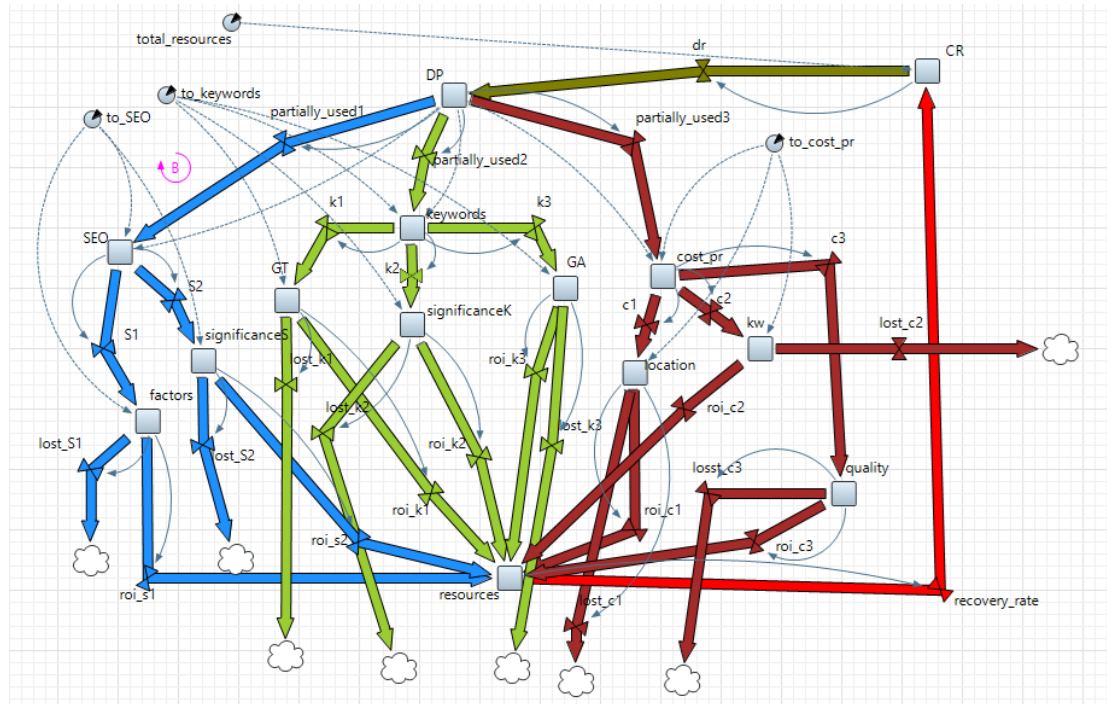 total_resources
dr
CR
DP
to_keywords
to_SEO
partially_used1
partially_used3
to_cost_pr
B
partially_used2
k1
keywords
k3
SEO
k2
GT
GA
cost_pr
c3
S2
c1
c2
kw
lost_c2
S1
significanceS
significanceK
lost_k1
roi_k3
location
factors
lost_k2
roi_c2
lost_S1
lost_S2
roi_k2
lost_k3
losst_c3
quality
roi_k1
roi_c1
roi_s2
roi_c3
roi_s1
resources
lost_c1
recovery_rate